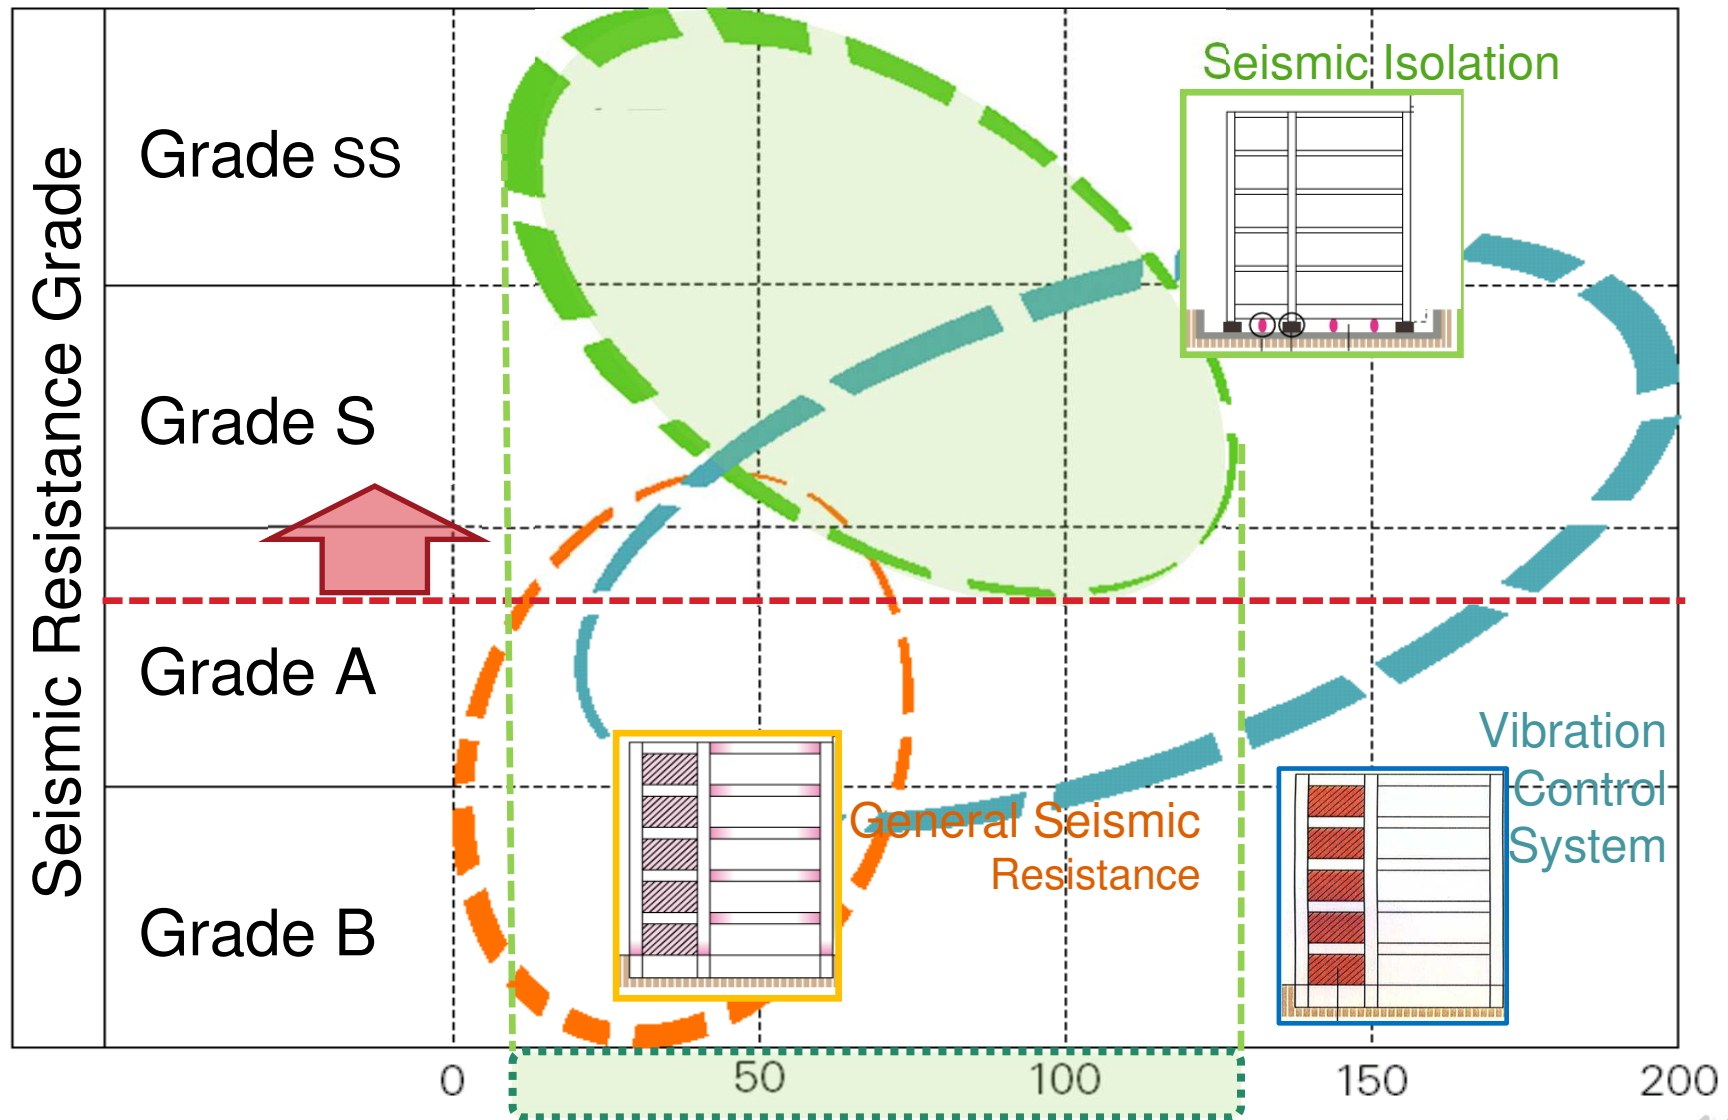 Seismic Resistance Grade
Seismic Isolation
Grade SS
Grade S
Grade A
Vibration
Control
System
General Seismic
Resistance
Grade B
0
50
100
150
200